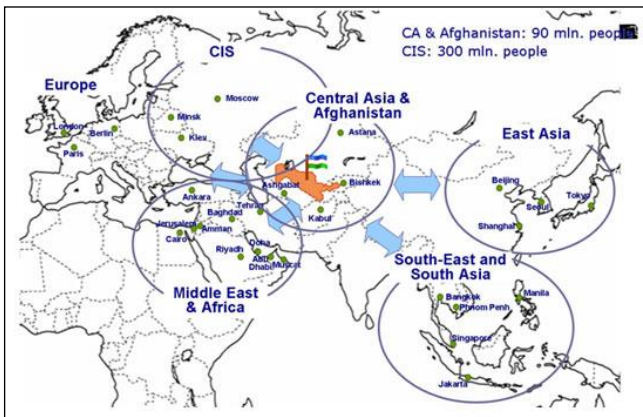 CA & Afghanistan: 90 mln. people
CIS: 300 mln. people
CIS
Europe
Moscow
Central Asia &
Afghanistan
Minsk
London
Berlin
Kiev
Astana
East Asia
Paris
Beijing
Bishkek
Ashgabat
Ankara
Tehran
Seoul
Tokyo
Baghdad
Kabul
Jerusalem
Amman
Shanghai
Cairo
Riyadh
Doha
Abu
Dhabi
Muscat
South-East and
South Asia
Middle East
& Africa
Bangkok
Manila
Phnom Penh
Singapore
Jakarta